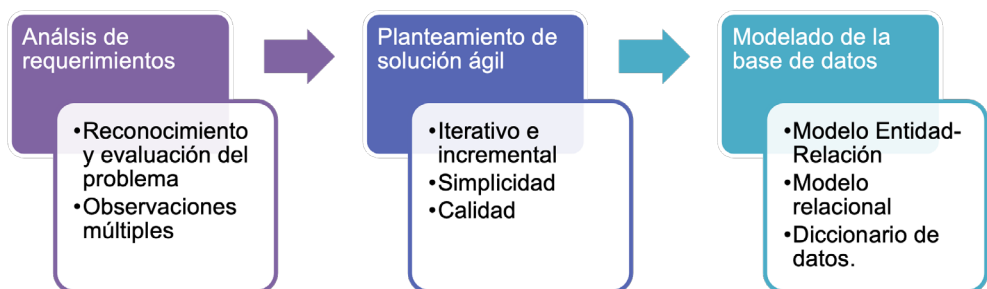 Análsis de
requerimientos
•Reconocimiento
y evaluación del
problema
•Observaciones
múltiples
Planteamiento de
solución ágil
•Iterativo e
incremental
•Simplicidad
•Calidad
Modelado de la
base de datos
•Modelo Entidad-
Relación
•Modelo
relacional
•Diccionario de
datos.